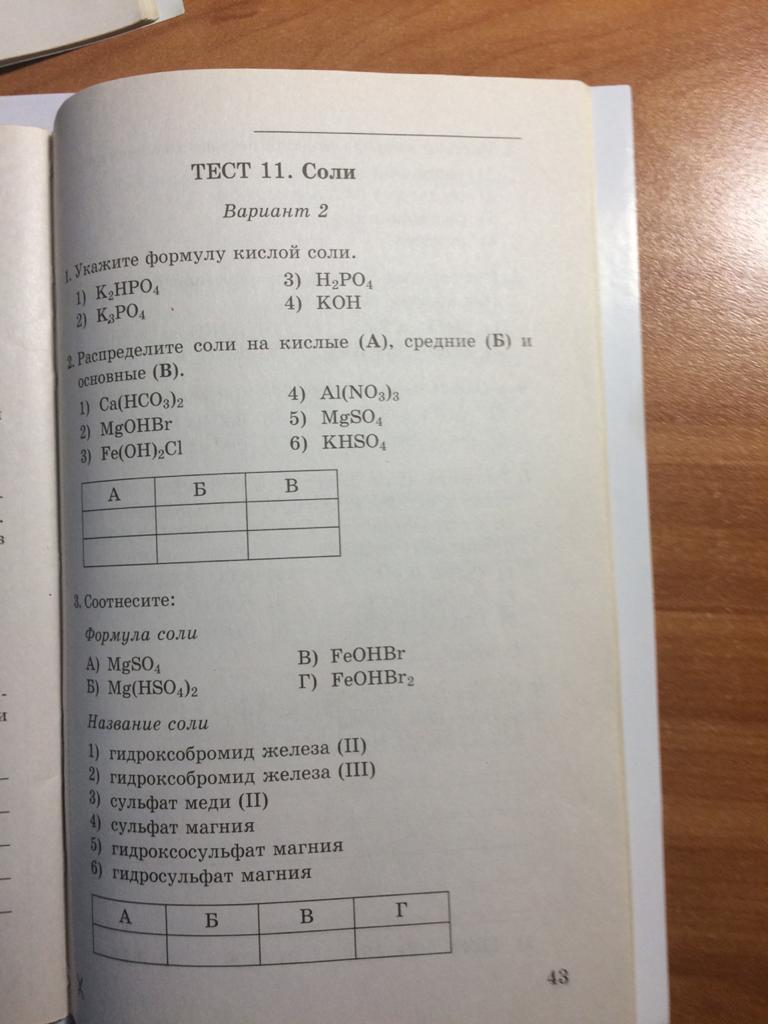 ТЕСТ 11. Соли
Вариант 2
1. Укажите формулу кислой соли.
1) K₂HPO₄ 3) H₂PO₄
2) K₃PO₄ 4) KOH
2. Распределите соли на кислые (А), средние (Б) и
основные (В).
1) Ca(HCO₃)₂ 4) Al(NO₃)₃
2) MgOHBr 5) MgSO₄
3) Fe(OH)₂Cl 6) KHSO₄
А Б В
3. Соотнесите:
Формула соли
А) MgSO₄ В) FeOHBr
Б) Mg(HSO₄)₂ Г) FeOHBr₂
Название соли
1) гидроксобромид железа (II)
2) гидроксобромид железа (III)
3) сульфат меди (II)
4) сульфат магния
5) гидроксосульфат магния
6) гидросульфат магния
А Б В Г
43